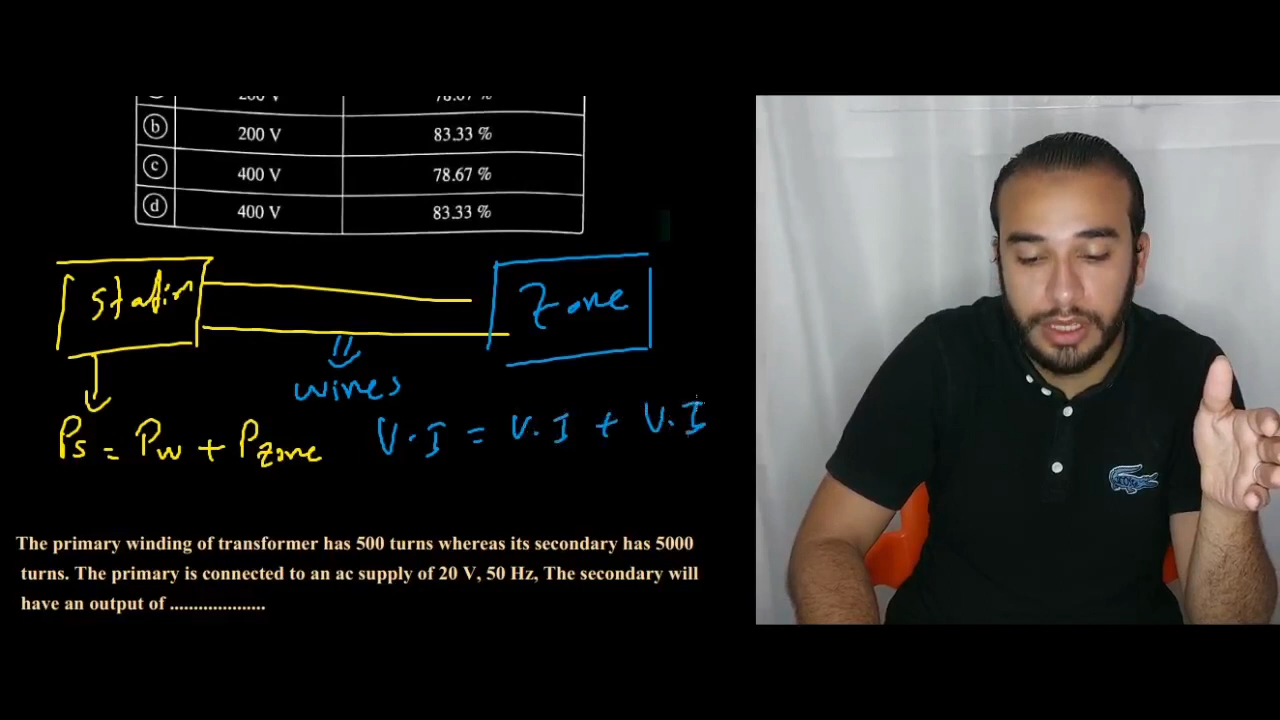 ⓑ 200 V 83.33 %
ⓒ 400 V 78.67 %
ⓓ 400 V 83.33 %
Station
Zone
wires
Ps = Pw + Pzone
V.I = V.I + V.I
The primary winding of transformer has 500 turns whereas its secondary has 5000
turns. The primary is connected to an ac supply of 20 V, 50 Hz, The secondary will
have an output of .....................